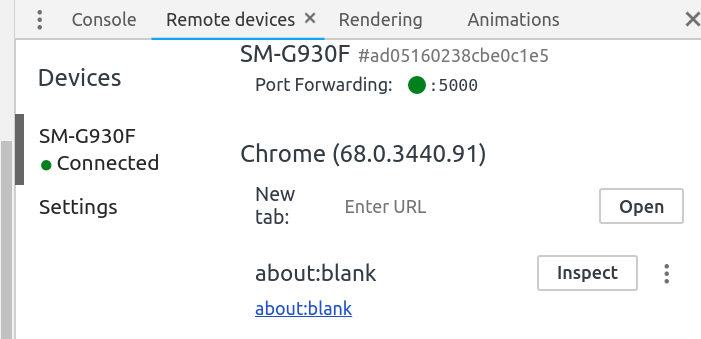 Console Remote devices × Rendering Animations ×
SM-G930F #ad05160238cbe0c1e5
Devices
Port Forwarding: :5000
SM-G930F
Connected
Chrome (68.0.3440.91)
Settings
New tab: Enter URL Open
about:blank Inspect
about:blank